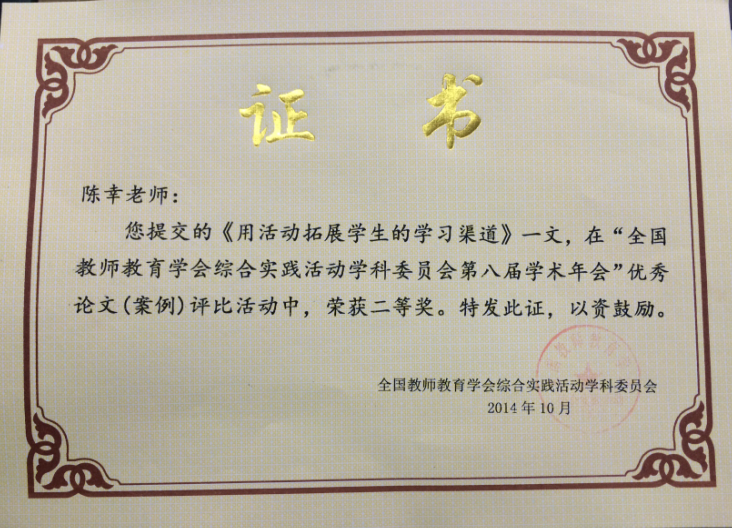 证 书
陈幸老师：
您提交的《用活动拓展学生的学习渠道》一文，在“全国
教师教育学会综合实践活动学科委员会第八届学术年会”优秀
论文(案例)评比活动中，荣获二等奖。特发此证，以资鼓励。
全国教师教育学会综合实践活动学科委员会
2014年10月